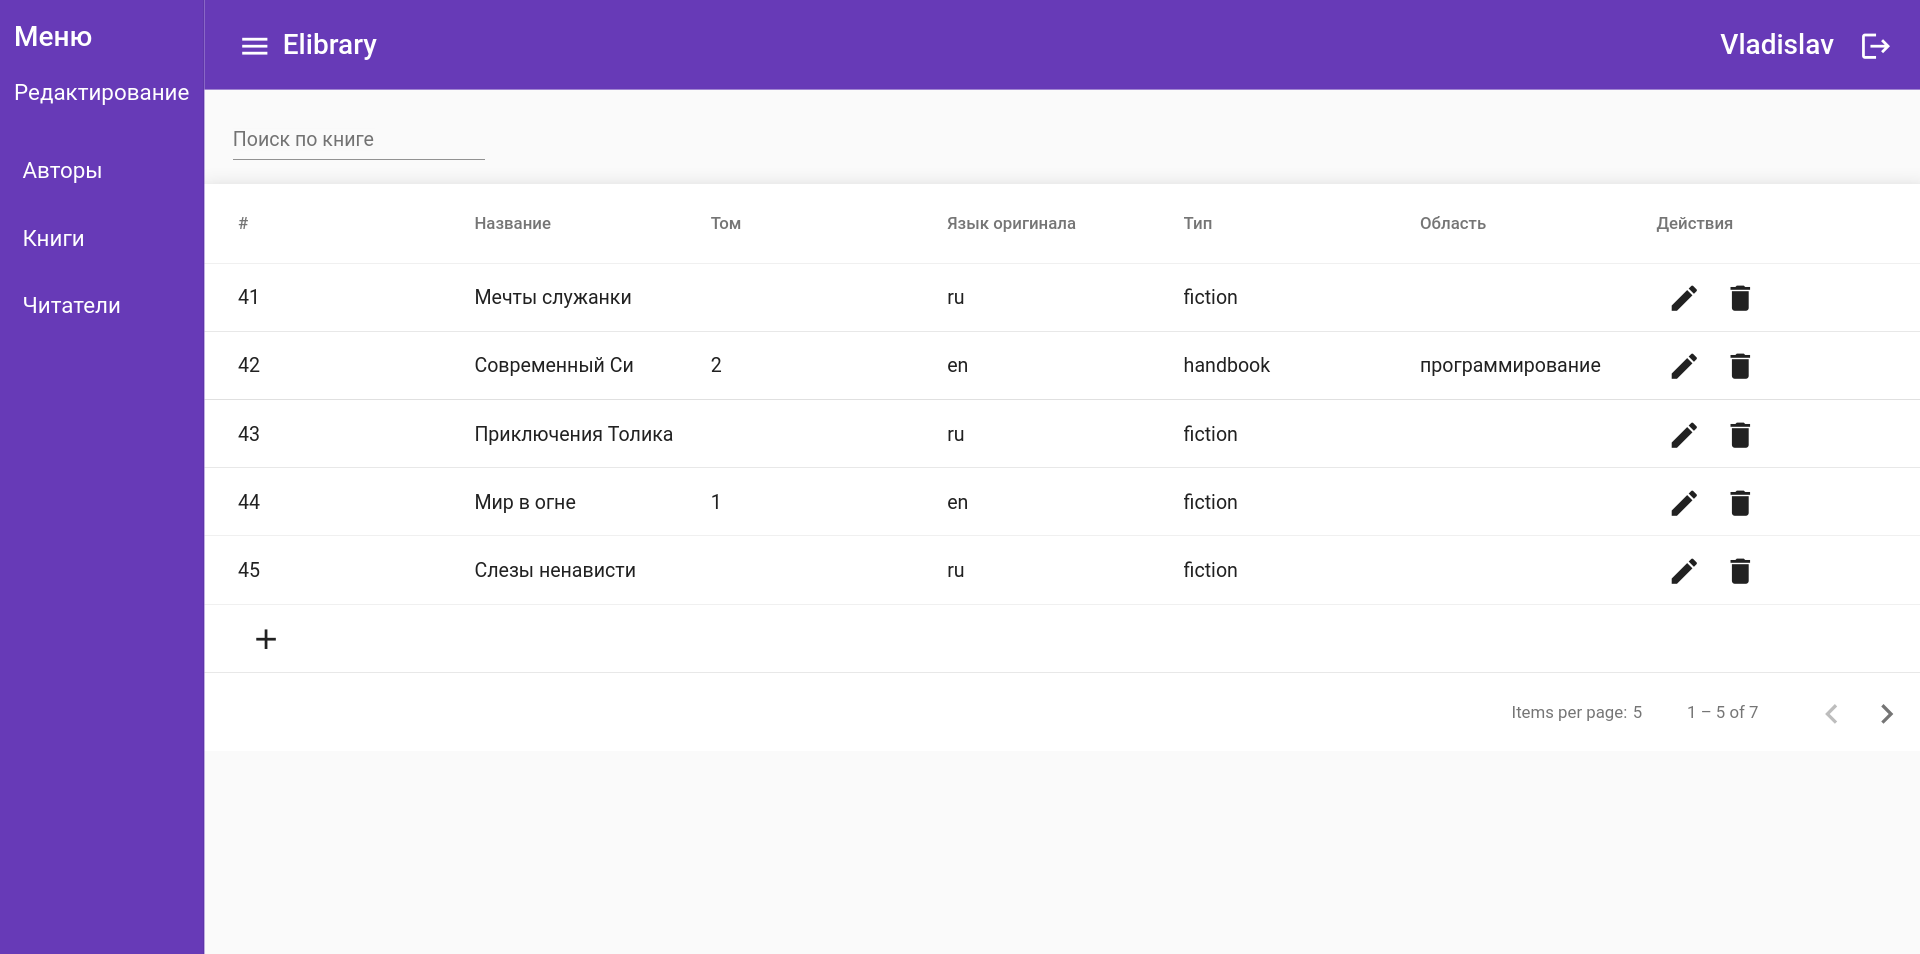 Меню
Редактирование
Авторы
Книги
Читатели
Elibrary
Vladislav
Поиск по книге
# Название Том Язык оригинала Тип Область Действия
41 Мечты служанки ru fiction
42 Современный Си 2 en handbook программирование
43 Приключения Толика ru fiction
44 Мир в огне 1 en fiction
45 Слезы ненависти ru fiction
Items per page: 5 1 – 5 of 7